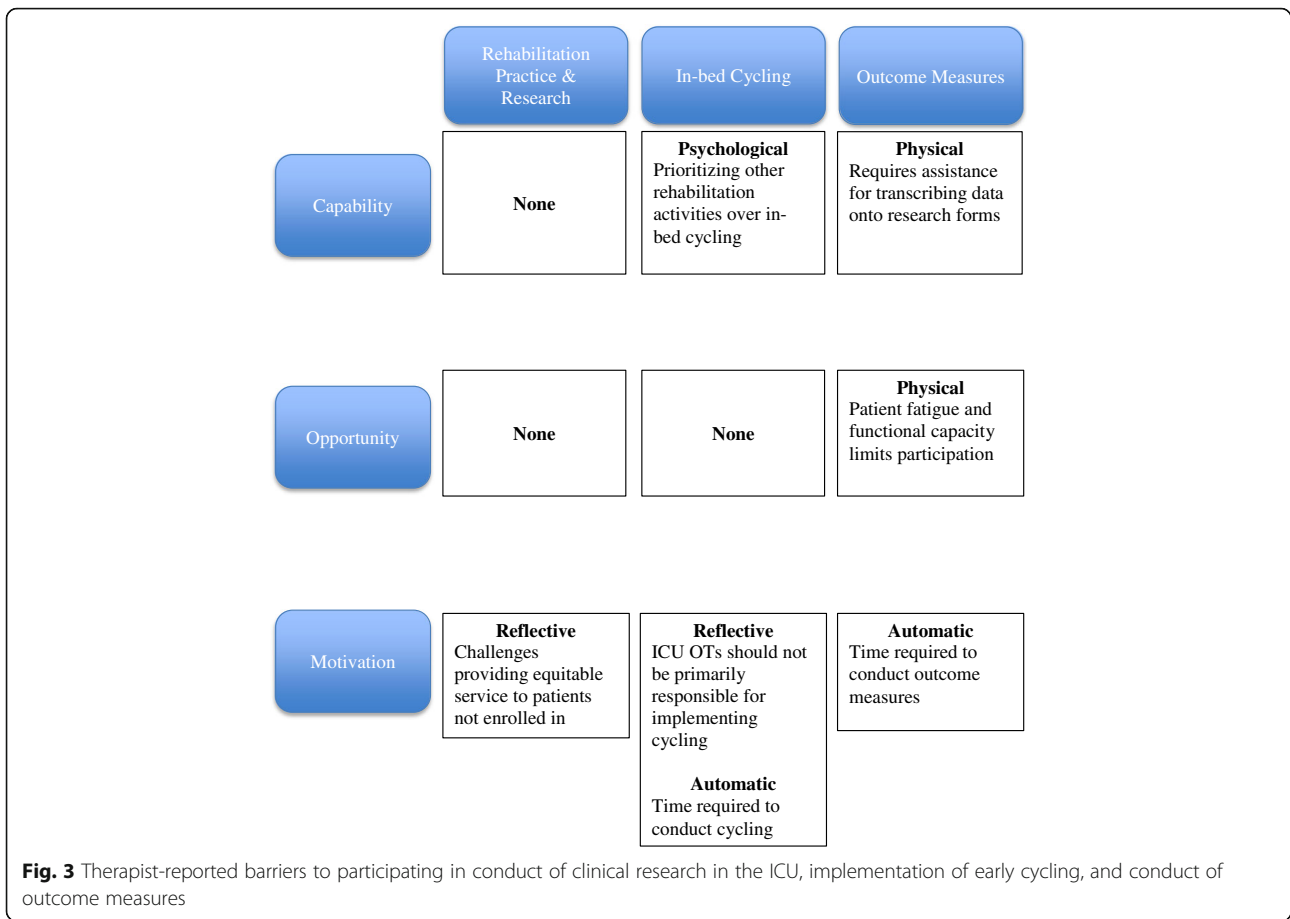 Rehabilitation
Practice &
Research
In-bed Cycling
Outcome Measures
Capability
None
Psychological
Prioritizing other
rehabilitation
activities over in-
bed cycling
Physical
Requires assistance
for transcribing data
onto research forms
Opportunity
None
None
Physical
Patient fatigue and
functional capacity
limits participation
Motivation
Reflective
Challenges
providing equitable
service to patients
not enrolled in
Reflective
ICU OTs should not
be primarily
responsible for
implementing
cycling
Automatic
Time required to
conduct cycling
Automatic
Time required to
conduct outcome
measures
Fig. 3 Therapist-reported barriers to participating in conduct of clinical research in the ICU, implementation of early cycling, and conduct of
outcome measures